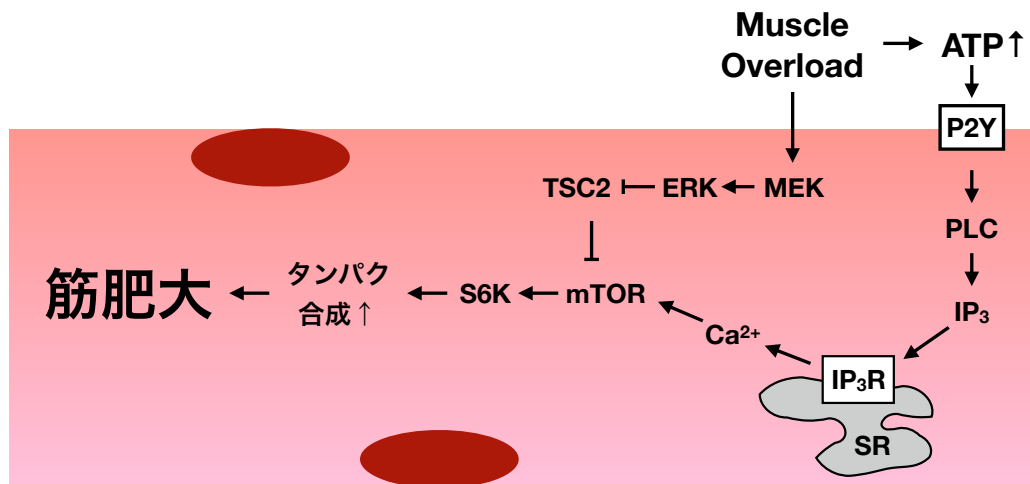 Muscle
Overload
ATP↑
P2Y
TSC2
ERK
MEK
PLC
筋肥大
タンパク
合成↑
S6K
mTOR
IP₃
Ca²⁺
IP₃R
SR